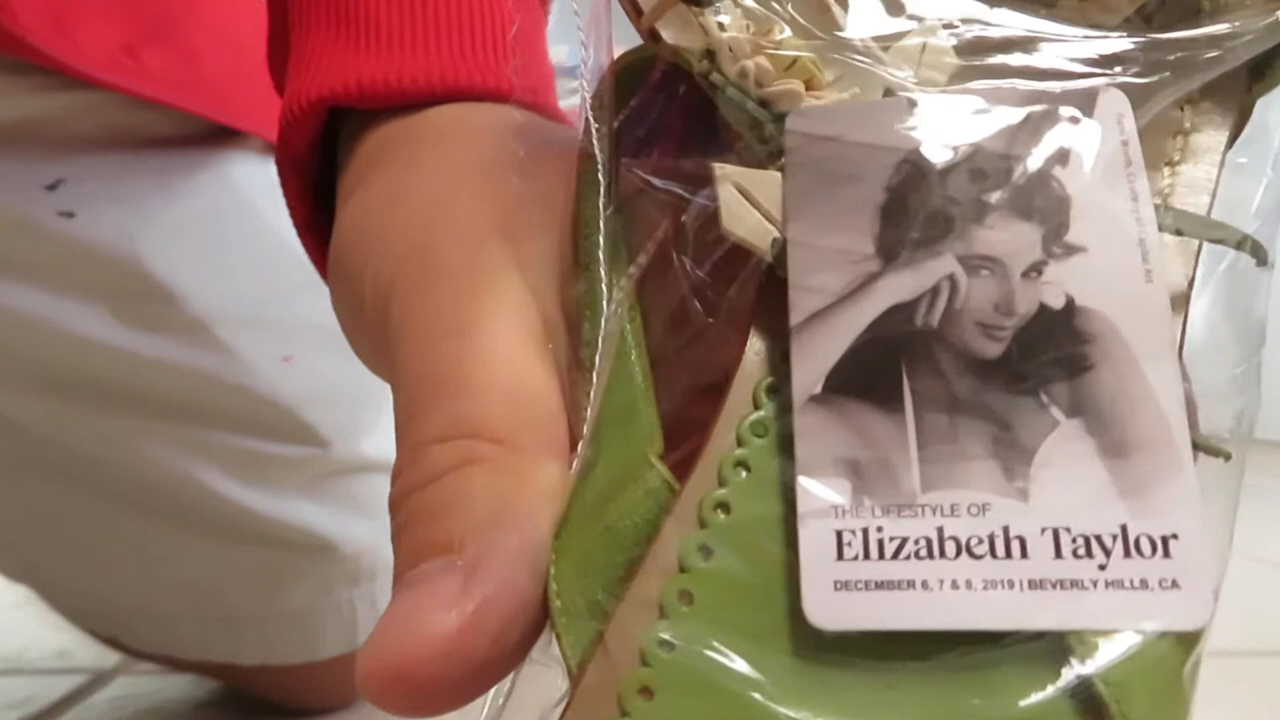 THE LIFESTYLE OF
Elizabeth Taylor
DECEMBER 6, 7 & 8, 2019 | BEVERLY HILLS, CA